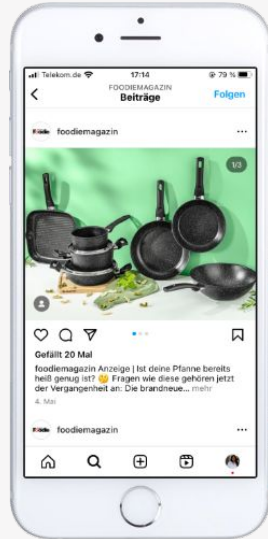 Telekom.de 17:14 79 %
FOODIEMAGAZIN
Beiträge Folgen
foodiemagazin ...
1/3
Gefällt 20 Mal
foodiemagazin Anzeige | Ist deine Pfanne bereits
heiß genug ist? 🤔 Fragen wie diese gehören jetzt
der Vergangenheit an: Die brandneue... mehr
4. Mai
foodiemagazin ...